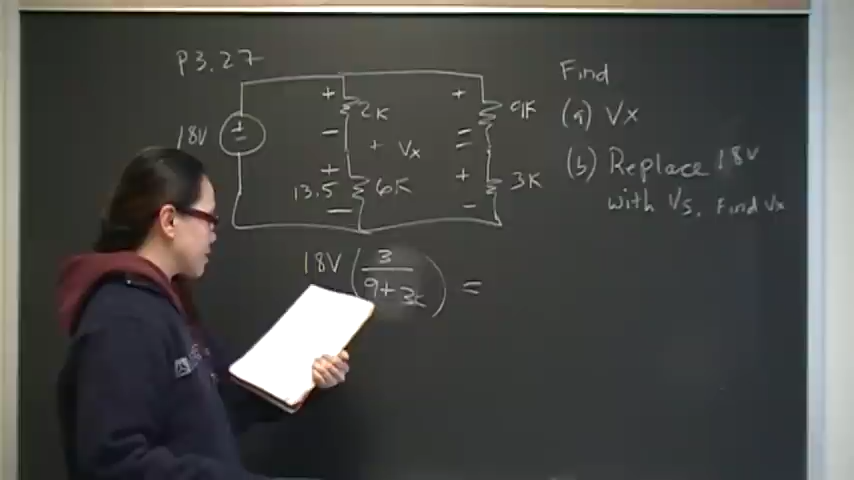 P3.27
Find
(a) Vx
(b) Replace 18V
with Vs. Find Vx
+ + 2K 9K
18V + -
- + Vx =
+ 13.5 6K + 3K
- -
18V ( 3 / 9 + 3K ) =